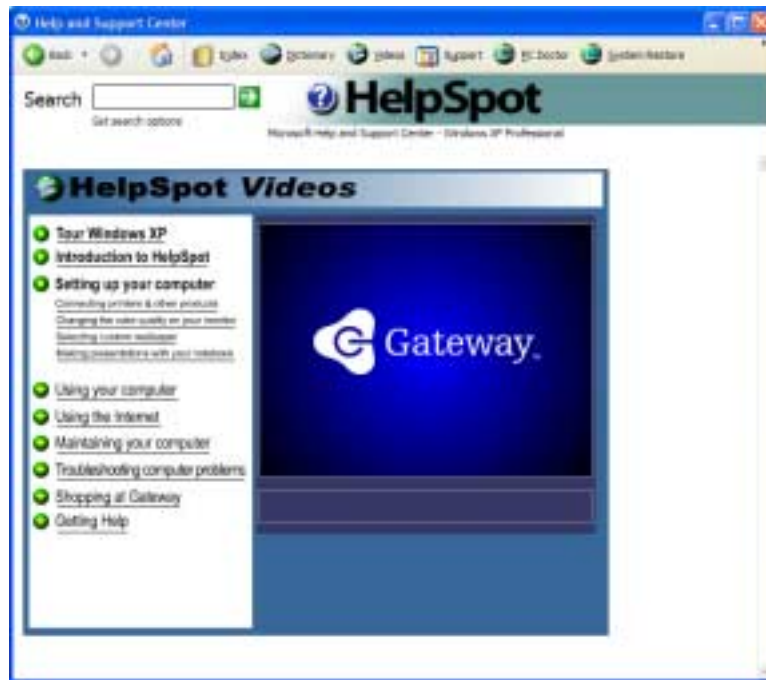 Help and Support Center
Back Index Dictionary Videos Support PC Doctor System Restore
Search
HelpSpot
Get search options
Microsoft Help and Support Center - Windows XP Professional
HelpSpot Videos
Tour Windows XP
Introduction to HelpSpot
Setting up your computer
Connecting printers & other products
Changing the color quality on your monitor
Selecting custom wallpaper
Making presentations with your notebook
Using your computer
Using the Internet
Maintaining your computer
Troubleshooting computer problems
Shopping at Gateway
Getting Help
Gateway